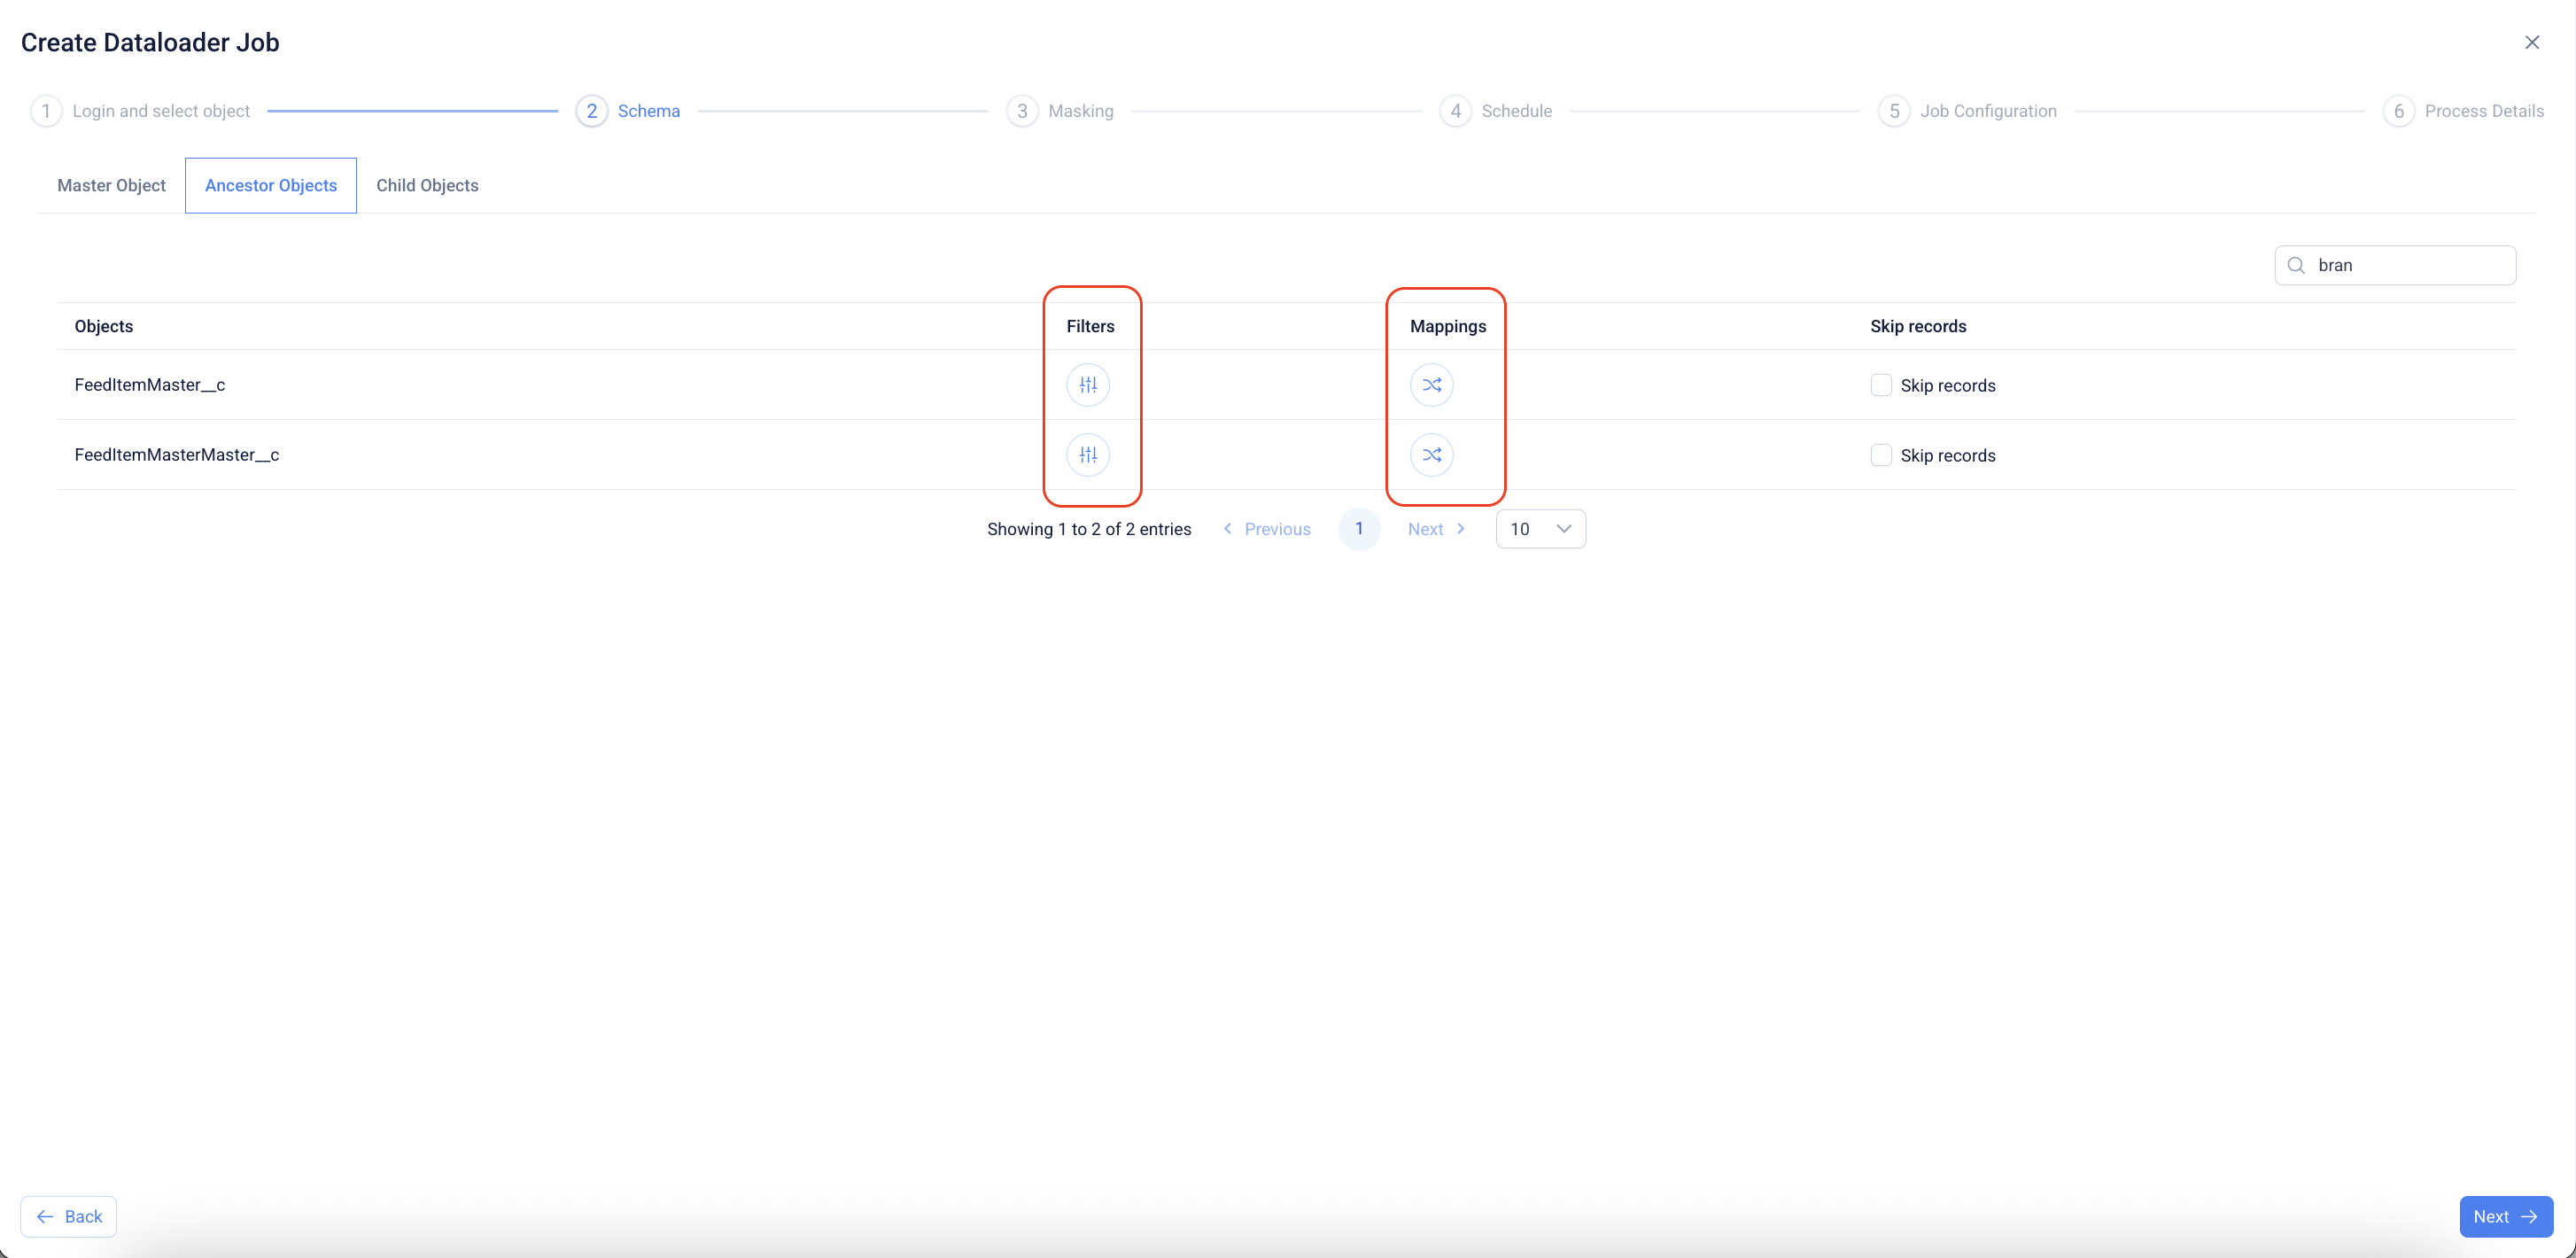 Create Dataloader Job
1 Login and select object 2 Schema 3 Masking 4 Schedule 5 Job Configuration 6 Process Details
Master Object Ancestor Objects Child Objects
bran
Objects Filters Mappings Skip records
FeedItemMaster__c Skip records
FeedItemMasterMaster__c Skip records
Showing 1 to 2 of 2 entries Previous 1 Next 10
Back Next